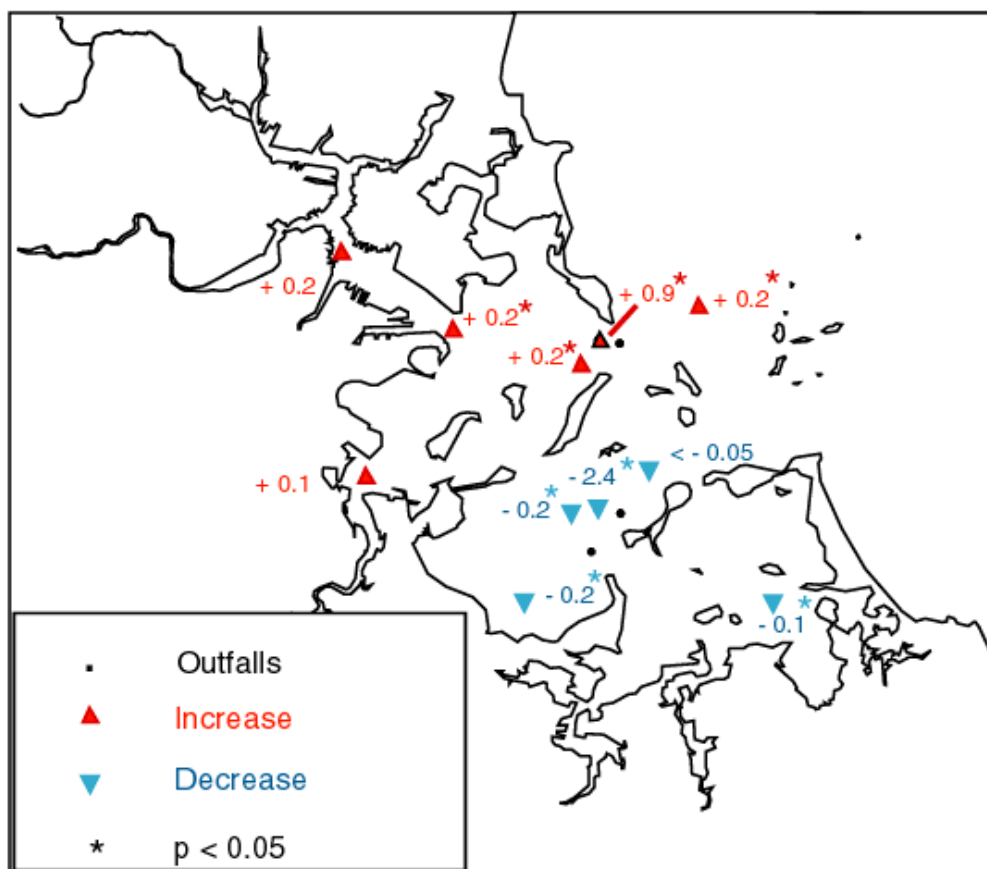 + 0.9*
+ 0.2*
+ 0.2
+ 0.2*
+ 0.2*
< - 0.05
- 2.4*
+ 0.1
- 0.2*
- 0.2*
- 0.1*
. Outfalls
▲ Increase
▼ Decrease
* p < 0.05